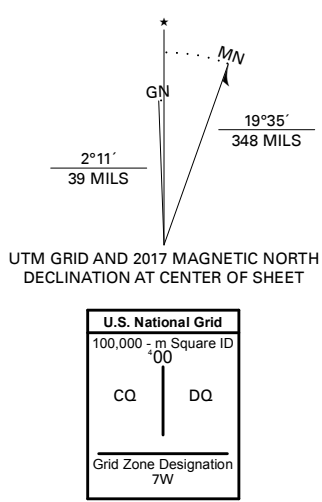 ★
MN
GN
19°35´
348 MILS
2°11´
39 MILS
UTM GRID AND 2017 MAGNETIC NORTH
DECLINATION AT CENTER OF SHEET
U.S. National Grid
100,000 - m Square ID
⁴00
CQ DQ
Grid Zone Designation
7W